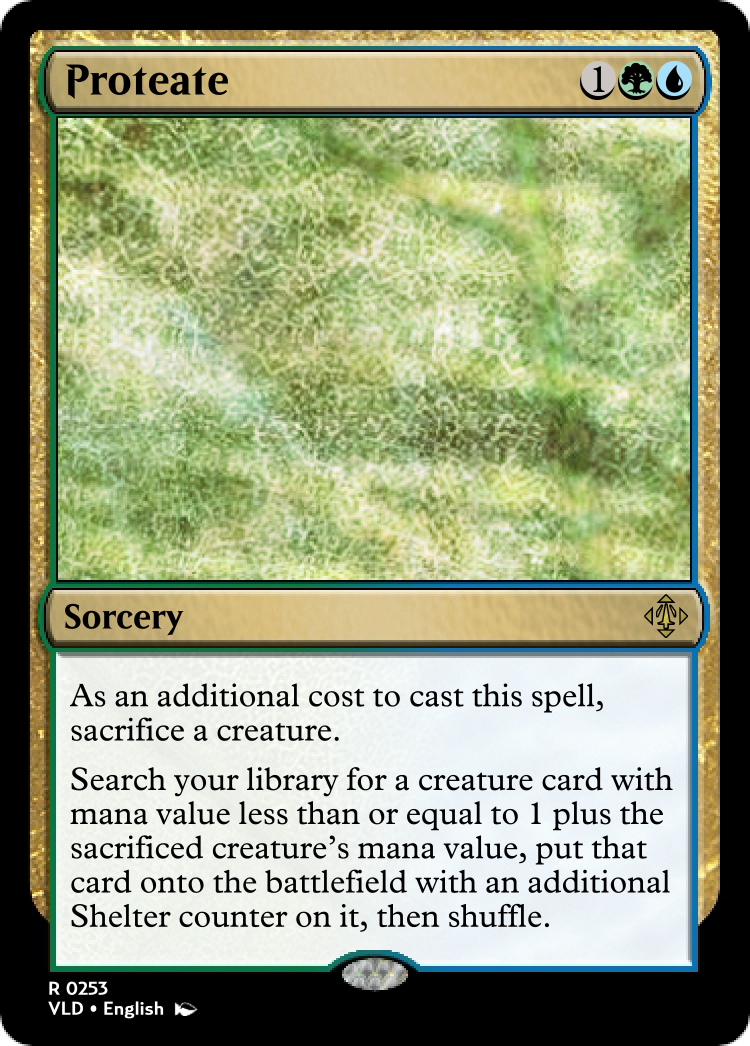 Proteate
1
Sorcery
As an additional cost to cast this spell,
sacrifice a creature.
Search your library for a creature card with
mana value less than or equal to 1 plus the
sacrificed creature's mana value, put that
card onto the battlefield with an additional
Shelter counter on it, then shuffle.
R 0253
VLD • English